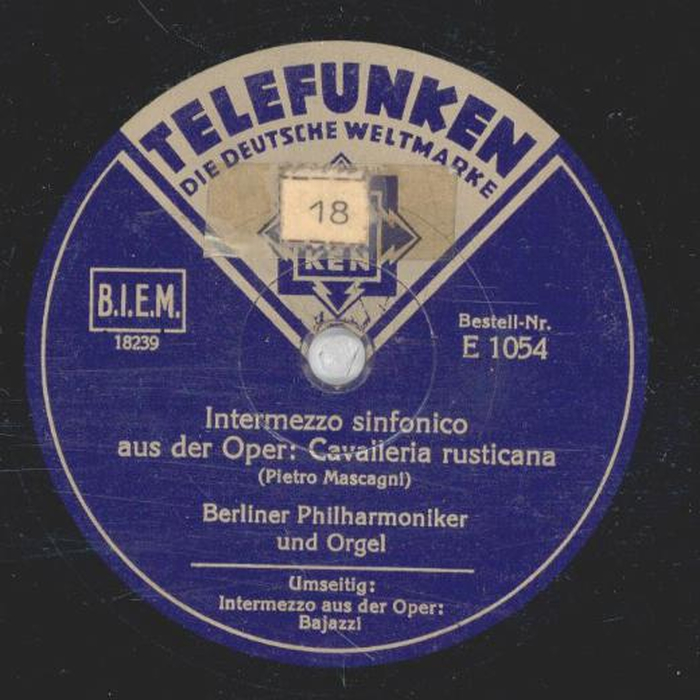 TELEFUNKEN
DIE DEUTSCHE WELTMARKE
18
KEN
B.I.E.M.
18239
Bestell-Nr.
E 1054
Intermezzo sinfonico
aus der Oper: Cavalleria rusticana
(Pietro Mascagni)
Berliner Philharmoniker
und Orgel
Umseitig:
Intermezzo aus der Oper:
Bajazzi